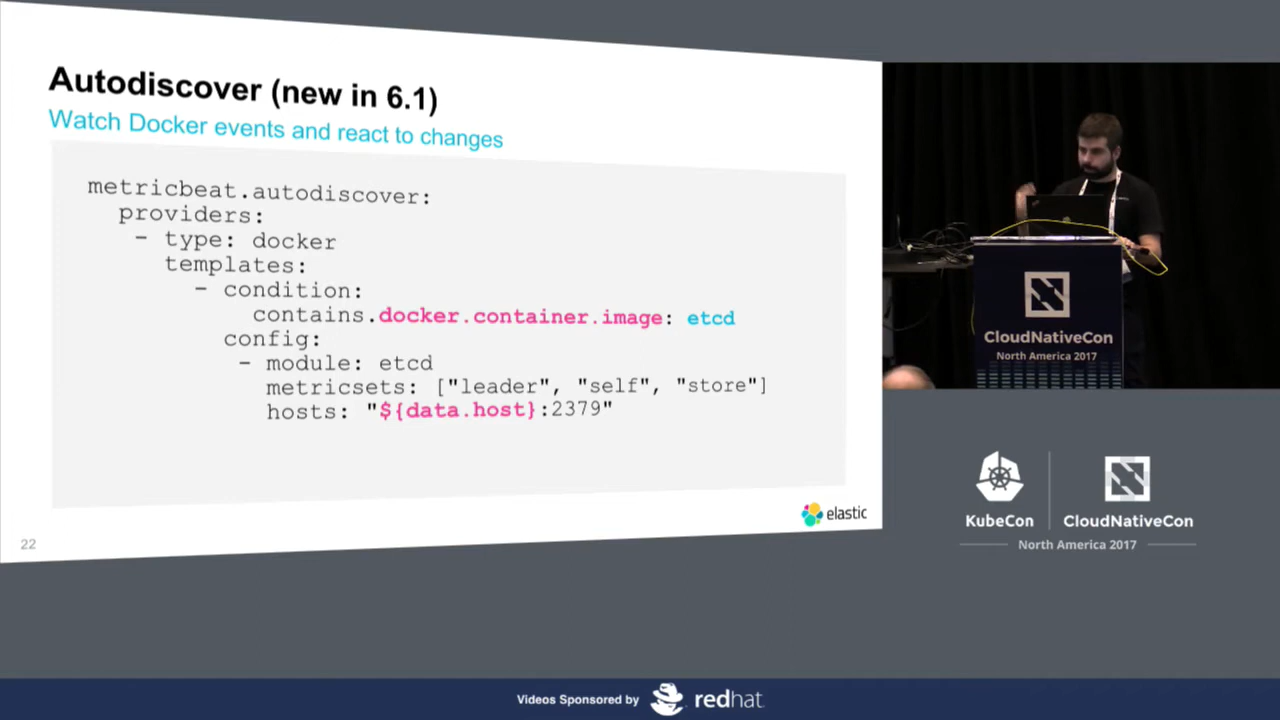 Autodiscover (new in 6.1)
Watch Docker events and react to changes
metricbeat.autodiscover:
providers:
- type: docker
templates:
- condition:
contains.docker.container.image: etcd
config:
- module: etcd
metricsets: ["leader", "self", "store"]
hosts: "${data.host}:2379"
elastic
22
CloudNativeCon
North America 2017
KubeCon
CloudNativeCon
North America 2017
Videos Sponsored by
redhat